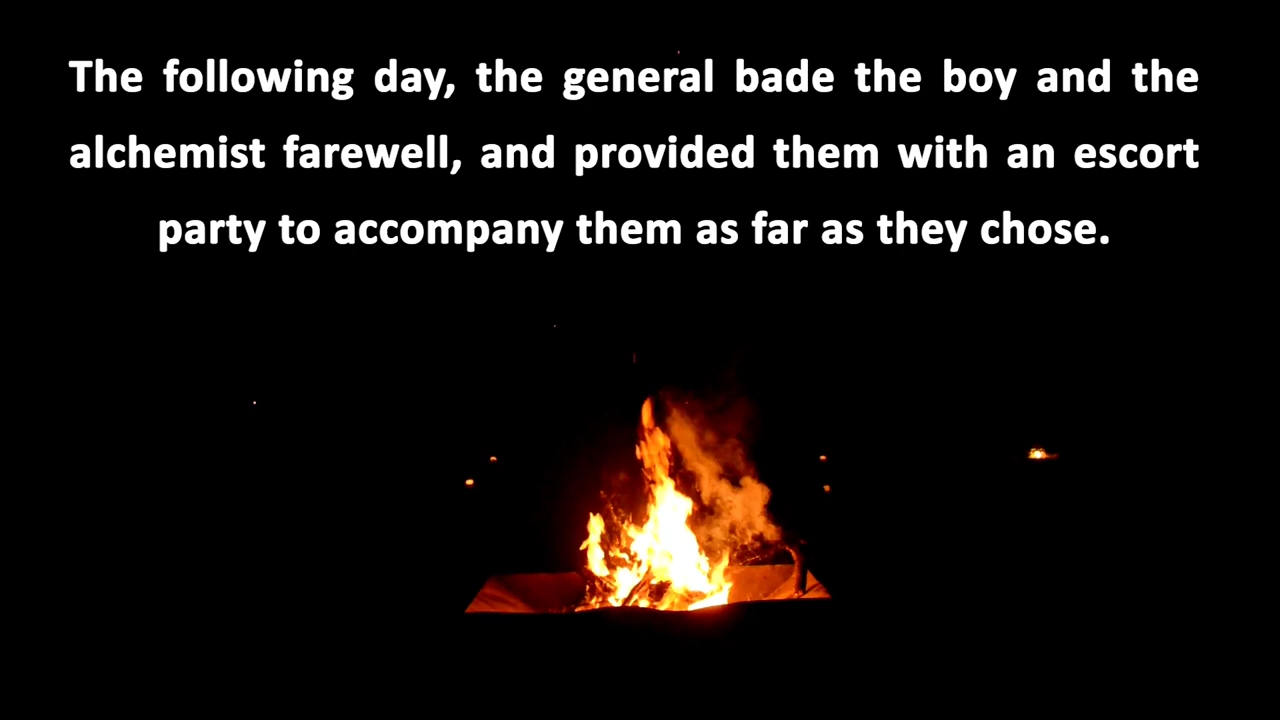 The following day, the general bade the boy and the
alchemist farewell, and provided them with an escort
party to accompany them as far as they chose.